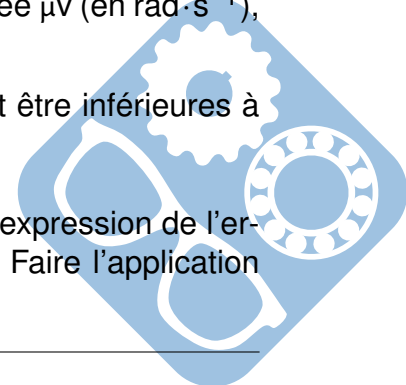 ée μv (en rad·s⁻¹),
t être inférieures à
expression de l'er-
Faire l'application